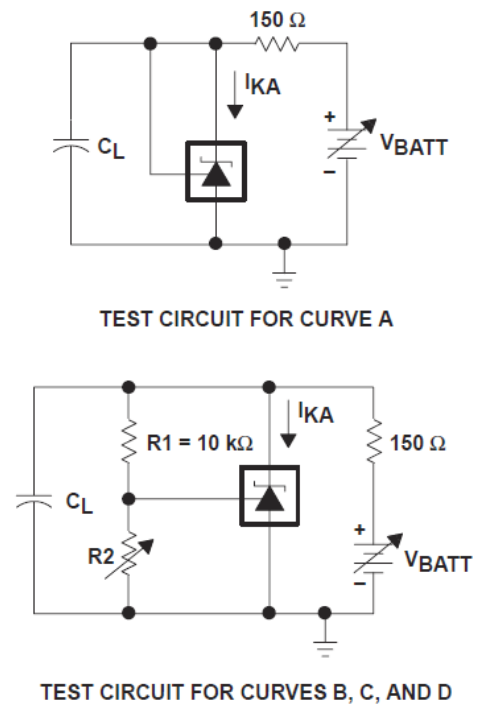 150 Ω
IKA
CL
+
VBATT
−
TEST CIRCUIT FOR CURVE A
IKA
R1 = 10 kΩ
150 Ω
CL
+
R2
VBATT
−
TEST CIRCUIT FOR CURVES B, C, AND D